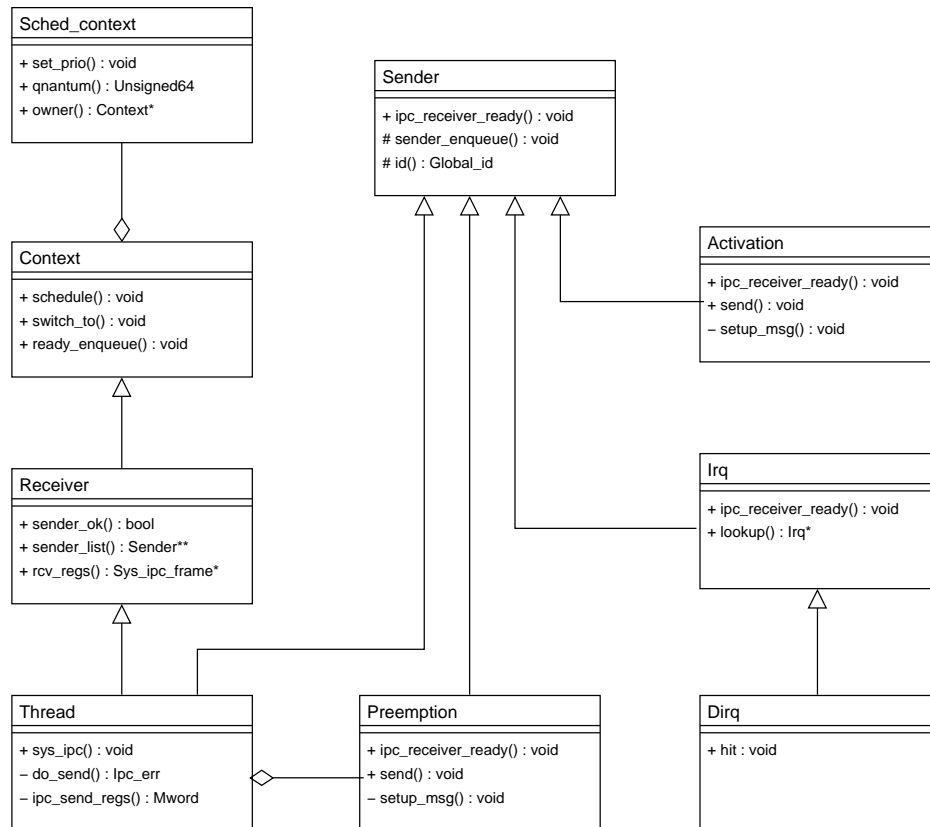 Sched_context
+ set_prio() : void
+ qnantum() : Unsigned64
+ owner() : Context*
Sender
+ ipc_receiver_ready() : void
# sender_enqueue() : void
# id() : Global_id
Context
+ schedule() : void
+ switch_to() : void
+ ready_enqueue() : void
Activation
+ ipc_receiver_ready() : void
+ send() : void
− setup_msg() : void
Receiver
+ sender_ok() : bool
+ sender_list() : Sender**
+ rcv_regs() : Sys_ipc_frame*
Irq
+ ipc_receiver_ready() : void
+ lookup() : Irq*
Thread
+ sys_ipc() : void
− do_send() : Ipc_err
− ipc_send_regs() : Mword
Preemption
+ ipc_receiver_ready() : void
+ send() : void
− setup_msg() : void
Dirq
+ hit : void